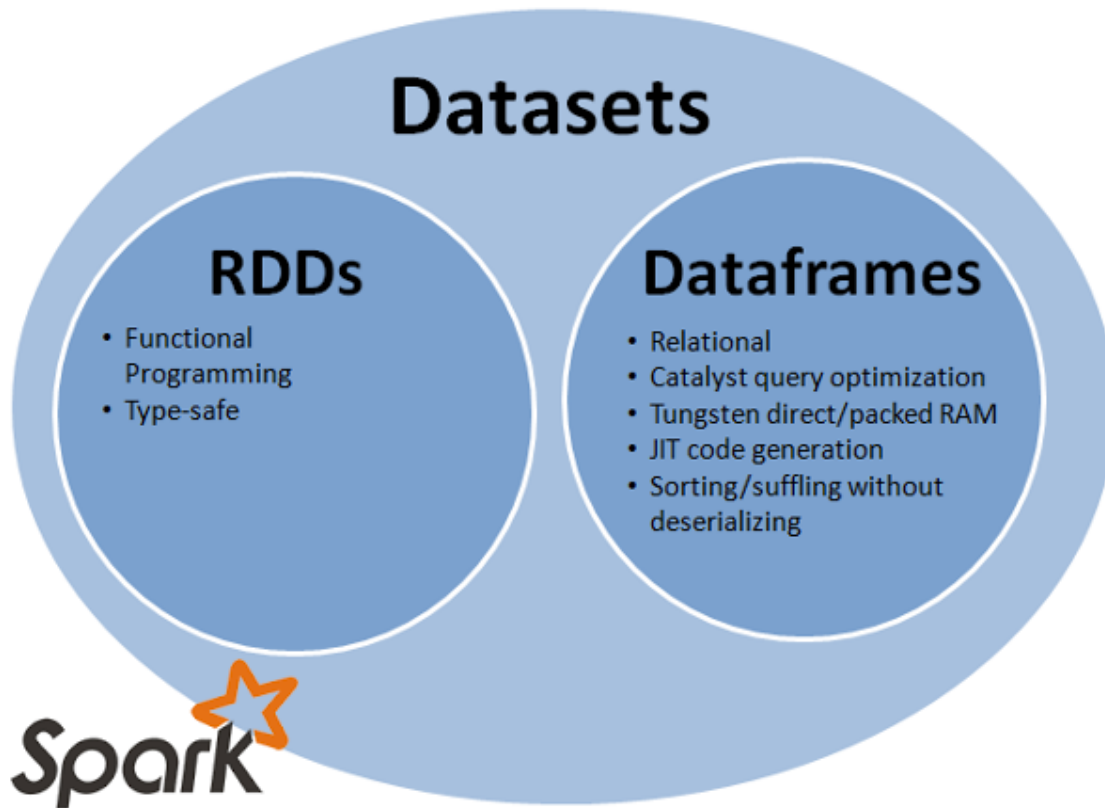 Datasets
RDDs
• Functional
Programming
• Type-safe
Dataframes
• Relational
• Catalyst query optimization
• Tungsten direct/packed RAM
• JIT code generation
• Sorting/suffling without
deserializing
Spark